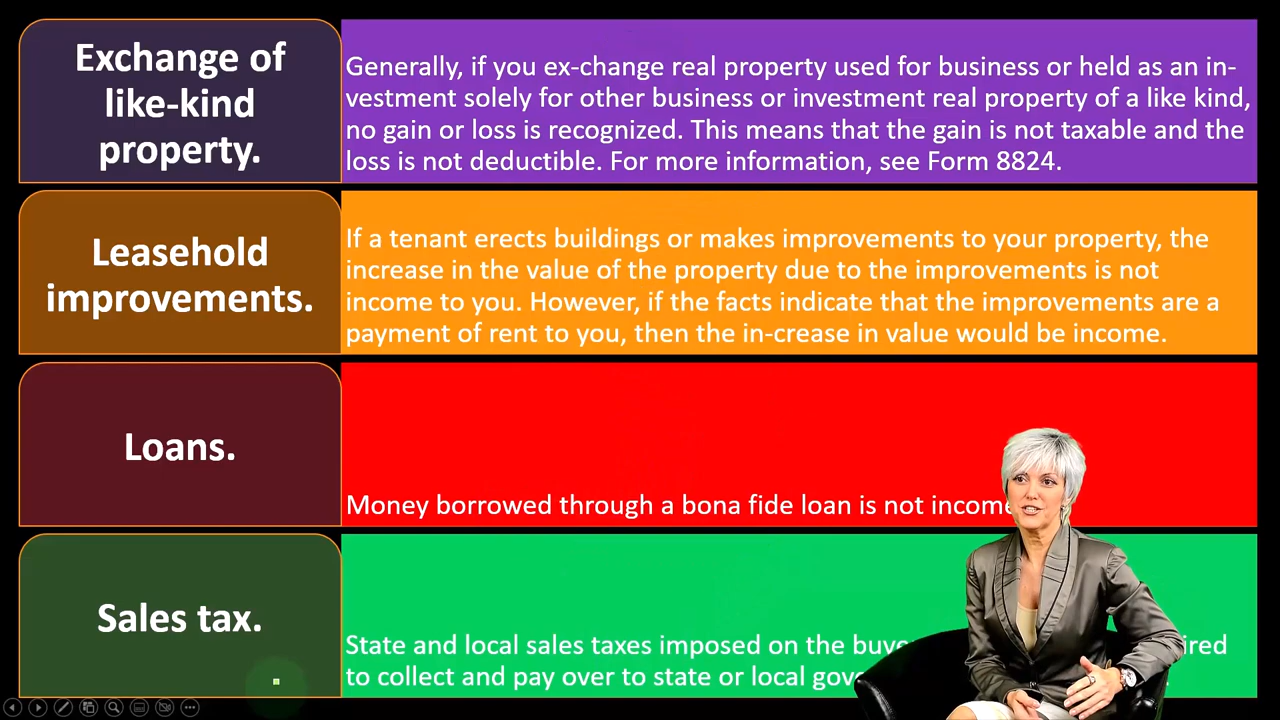 Exchange of
like-kind
property.
Generally, if you ex-change real property used for business or held as an in-
vestment solely for other business or investment real property of a like kind,
no gain or loss is recognized. This means that the gain is not taxable and the
loss is not deductible. For more information, see Form 8824.
Leasehold
improvements.
If a tenant erects buildings or makes improvements to your property, the
increase in the value of the property due to the improvements is not
income to you. However, if the facts indicate that the improvements are a
payment of rent to you, then the in-crease in value would be income.
Loans.
Money borrowed through a bona fide loan is not income
Sales tax.
State and local sales taxes imposed on the
to collect and pay over to state or local